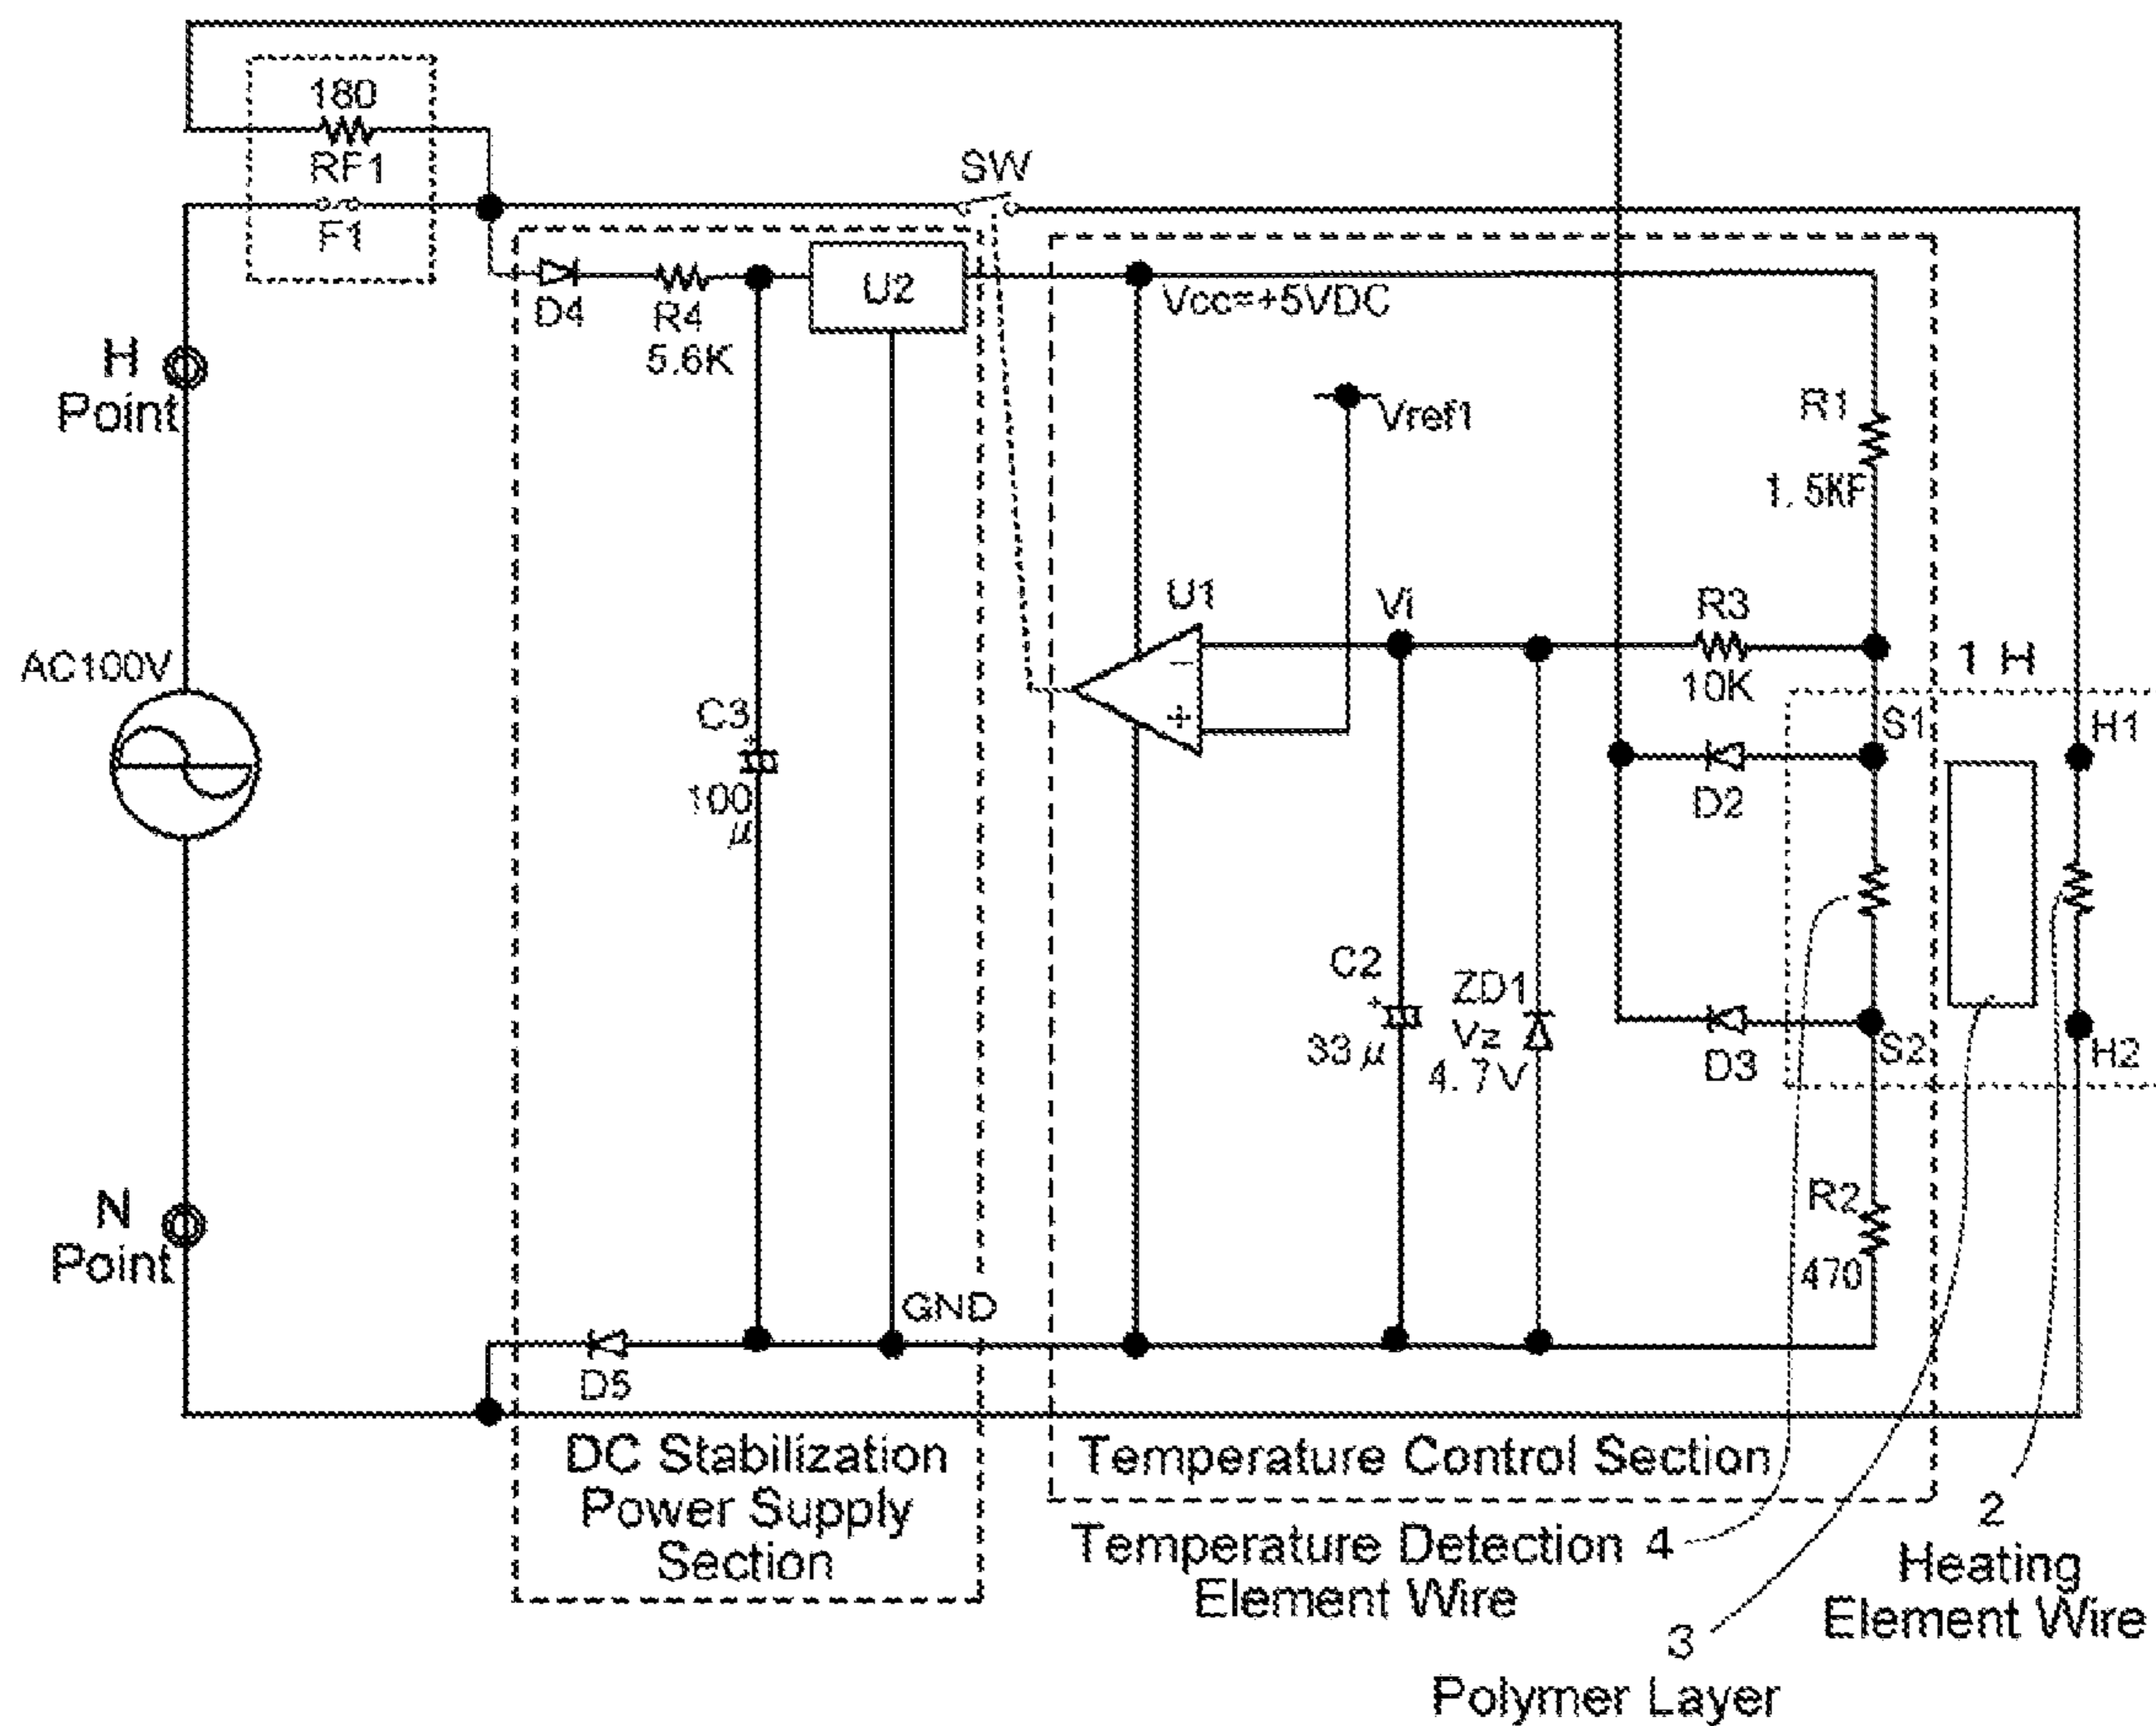 180
RF1
F1
SW
D4
R4
5.6K
U2
Vcc=+5VDC
H
Point
Vref1
R1
1.5KF
AC100V
U1
−
+
Vi
R3
10K
1 H
S1
H1
C3
+
100
μ
D2
C2
+
33μ
ZD1
Vz
4.7V
D3
S2
H2
N
Point
R2
470
GND
D5
DC Stabilization
Power Supply
Section
Temperature Control Section
Temperature Detection 4
Element Wire
2
Heating
Element Wire
3
Polymer Layer